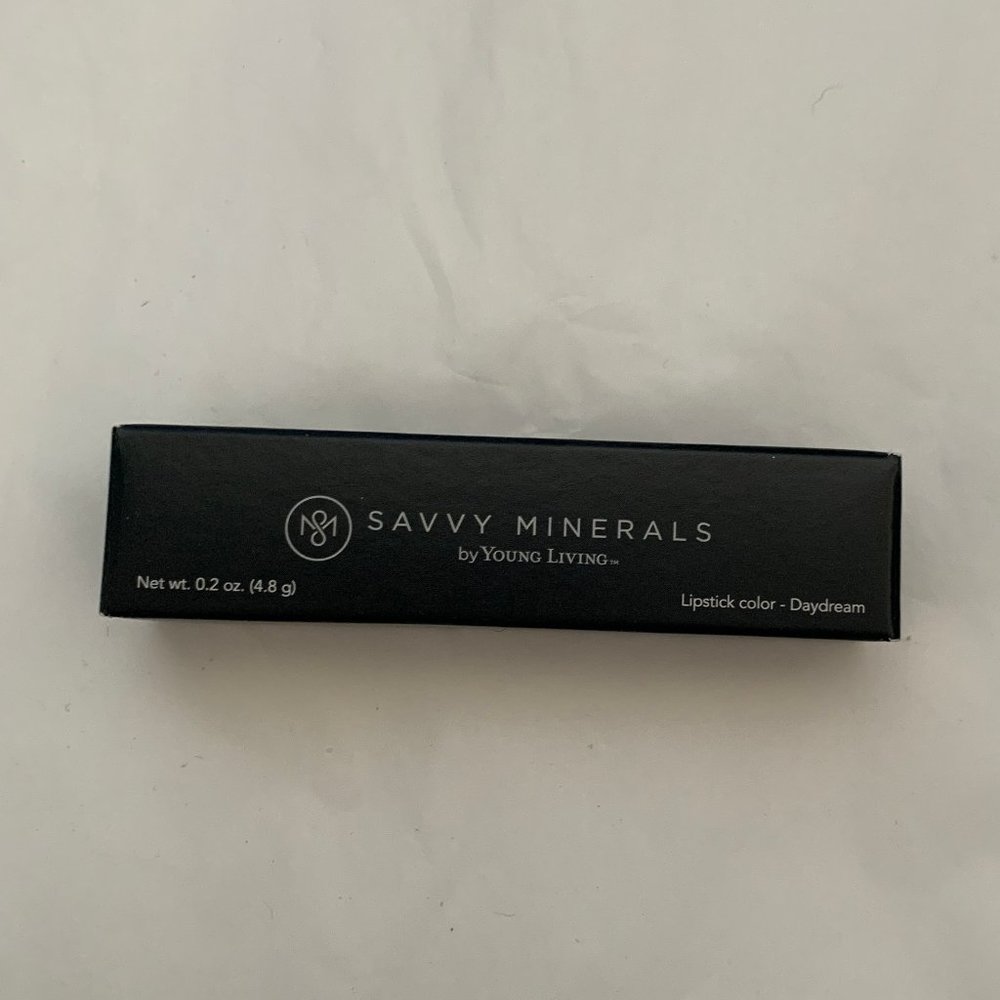 SAVVY MINERALS
by YOUNG LIVING™
Net wt. 0.2 oz. (4.8 g)
Lipstick color - Daydream